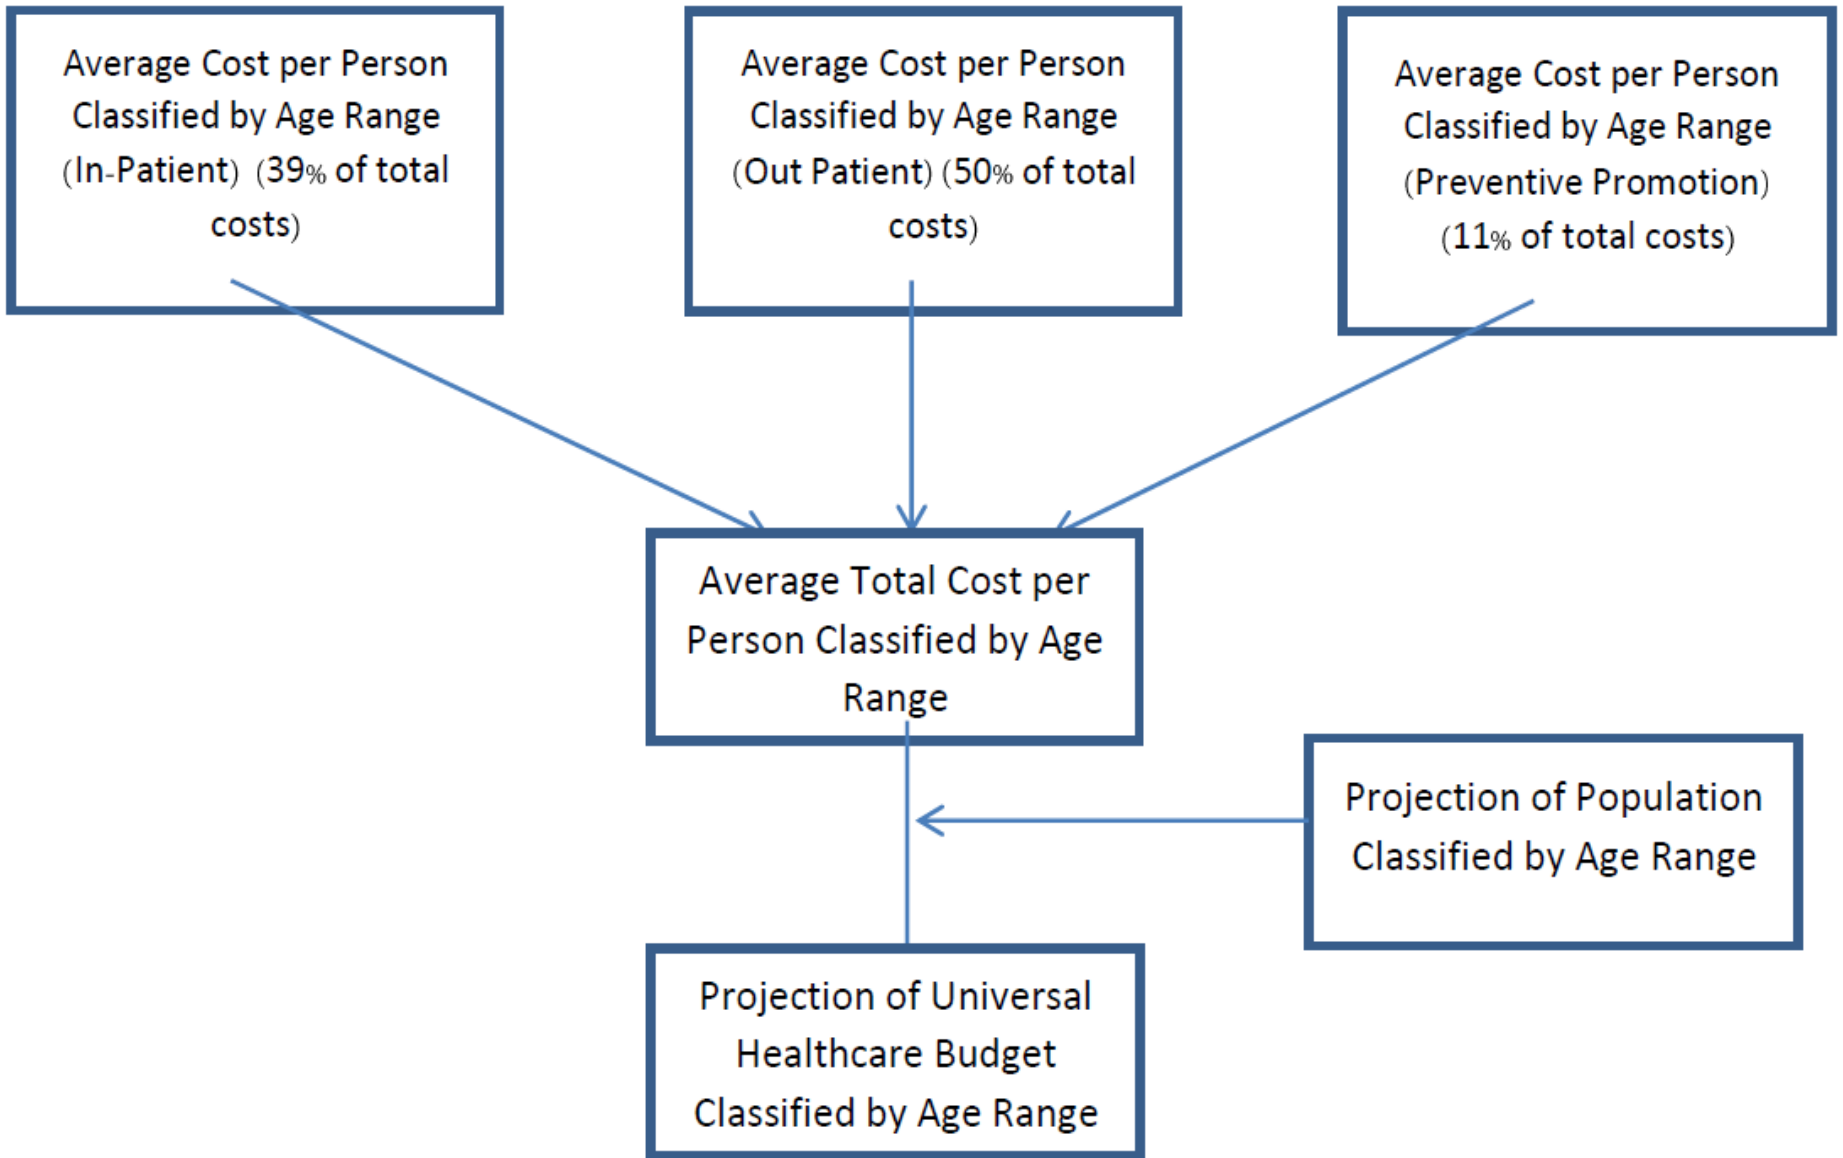 Average Cost per Person
Classified by Age Range
(In-Patient) (39% of total
costs)
Average Cost per Person
Classified by Age Range
(Out Patient) (50% of total
costs)
Average Cost per Person
Classified by Age Range
(Preventive Promotion)
(11% of total costs)
Average Total Cost per
Person Classified by Age
Range
Projection of Population
Classified by Age Range
Projection of Universal
Healthcare Budget
Classified by Age Range